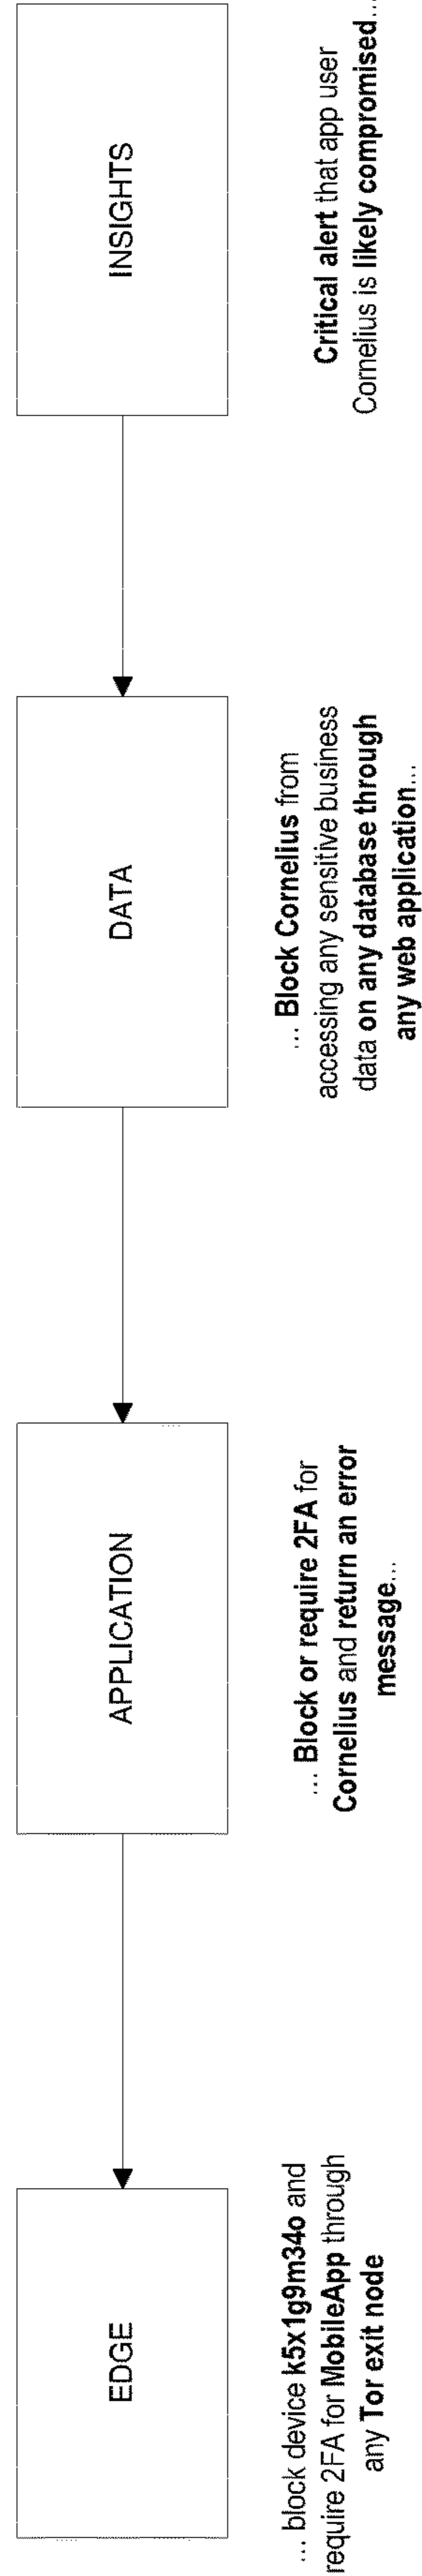 INSIGHTS
Critical alert that app user
Cornelius is likely compromised...
DATA
... Block Cornelius from
accessing any sensitive business
data on any database through
any web application...
APPLICATION
... Block or require 2FA for
Cornelius and return an error
message...
EDGE
... block device k5x1g9m34o and
require 2FA for MobileApp through
any Tor exit node